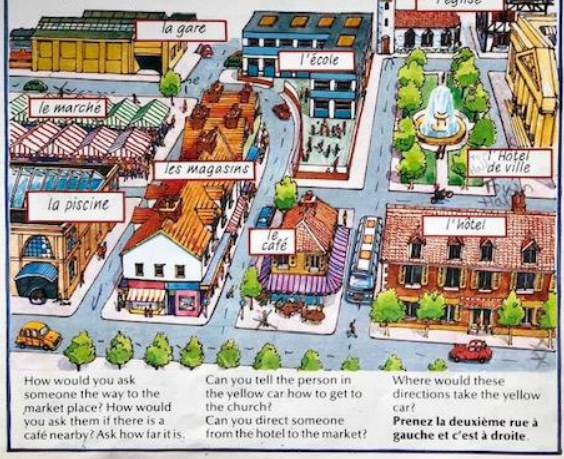 l'église
la gare
l'école
le marché
les magasins
l'Hôtel
de ville
la piscine
Town
Hall
l'hôtel
le
café
How would you ask
someone the way to the
market place? How would
you ask them if there is a
café nearby? Ask how far it is.
Can you tell the person in
the yellow car how to get to
the church?
Can you direct someone
from the hotel to the market?
Where would these
directions take the yellow
car?
Prenez la deuxième rue à
gauche et c'est à droite.